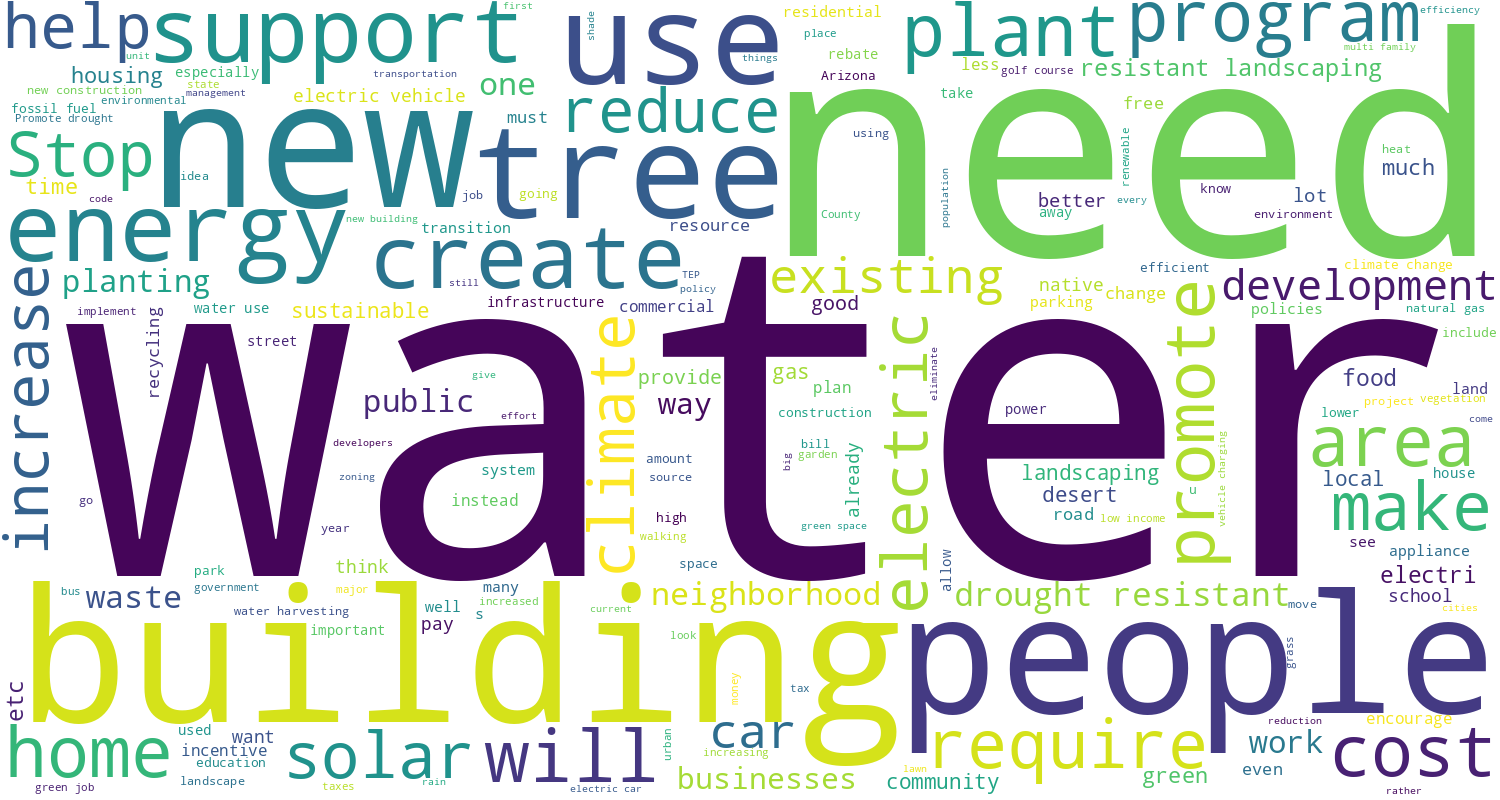 help
support
use
plant
program
first
shade
residential
place
efficiency
unit
housing
especially
transportation
things
rebate
multi family
new construction
state
management
one
Arizona
less
golf course
resistant landscaping
environmental
electric vehicle
reduce
take
free
fossil fuel
Promote drought
must
need
Stop
new
tree
using
renewable
heat
much
time
idea
job
going
population
better
know
lot
code
every
energy
new building
County
away
environment
create
transition
resource
planting
still
TEP
policy
existing
native
efficient
climate change
development
increase
water use
sustainable
infrastructure
commercial
good
parking
change
promote
policies
natural gas
implement
recycling
street
water
climate
electric
eliminate
include
give
provide
gas
plan
food
land
public
way
power
project
vegetation
effort
construction
lower
come
developers
bill
garden
big
area
zoning
system
amount
source
already
landscaping
vehicle charging
local
house
go
instead
desert
u
make
year
high
green space
road
low income
walking
see
park
think
space
allow
appliance
bus
waste
government
major
many
neighborhood
drought resistant
electri
school
water harvesting
well
increased
s
current
move
cities
important
pay
building
look
people
grass
etc
money
tax
home
used
want
solar
will
urban
car
require
reduction
encourage
incentive
education
increasing
work
cost
landscape
lawn
even
green job
taxes
rain
electric car
businesses
community
green
rather